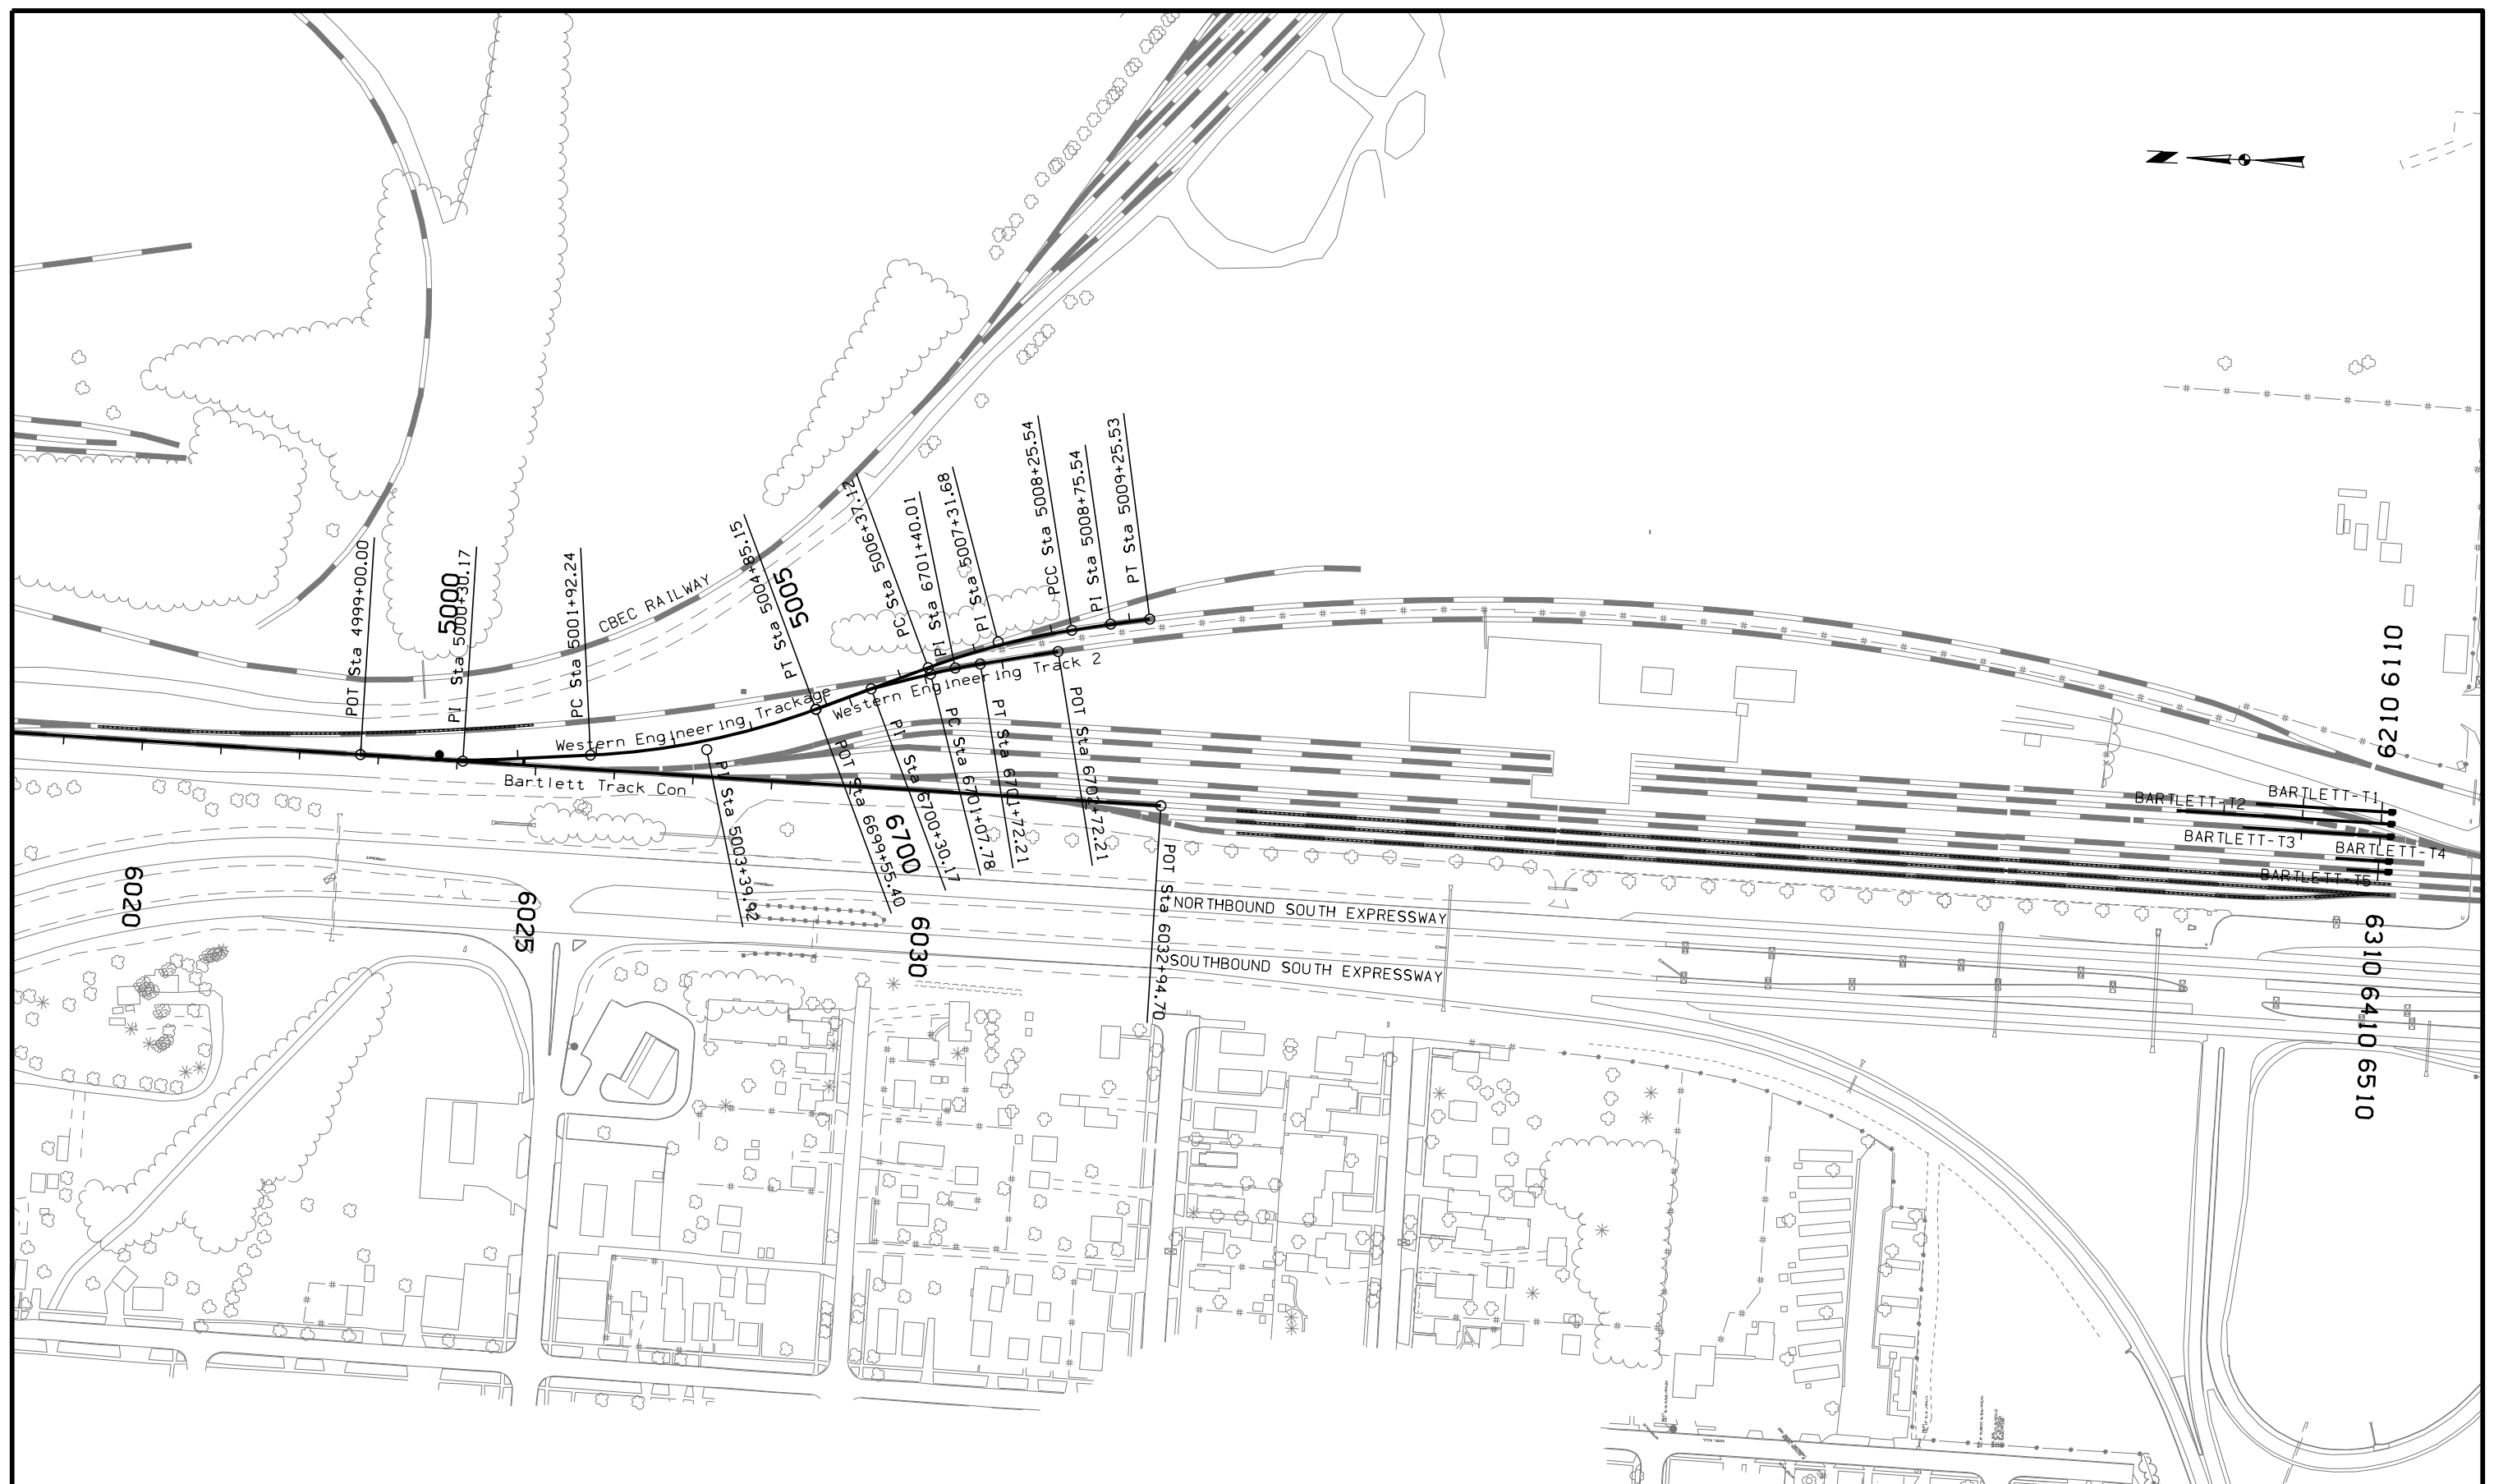 N
POT Sta 4999+00.00
5000
PI Sta 5000+30.17
PC Sta 5001+92.24
CBEC RAILWAY
PT Sta 5004+85.15
5005
PC Sta 5006+37.12
PI Sta 6701+40.01
PI Sta 5007+31.68
PCC Sta 5008+25.54
PI Sta 5008+75.54
PT Sta 5009+25.53
Western Engineering Trackage
Western Engineering Track 2
Bartlett Track Con
PI Sta 5003+39.92
POT Sta 6699+55.40
6700
PI Sta 6700+30.17
PC Sta 6701+07.78
PT Sta 6701+72.21
POT Sta 6702+72.21
POT Sta 6032+94.70
6020
6025
6030
NORTHBOUND SOUTH EXPRESSWAY
SOUTHBOUND SOUTH EXPRESSWAY
6110
6210
BARTLETT-T1
BARTLETT-T2
BARTLETT-T3
BARTLETT-T4
BARTLETT-T5
6310
6410
6510